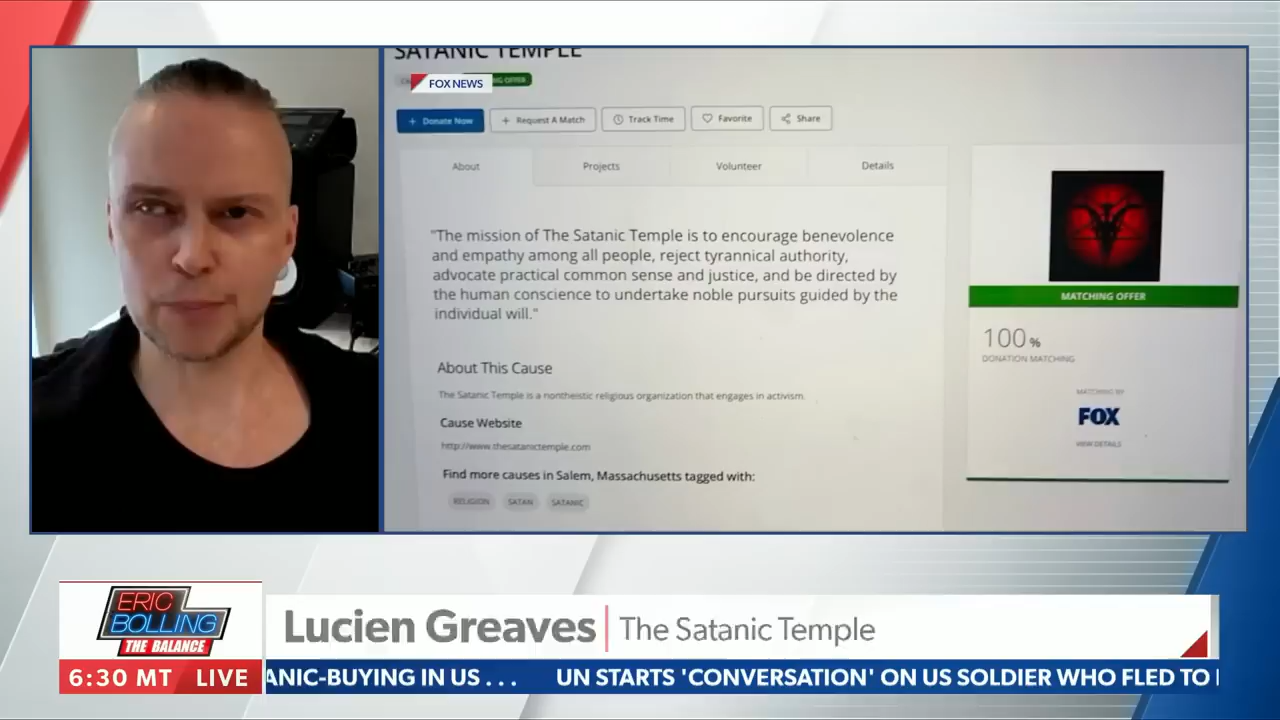 SATANIC TEMPLE
FOX NEWS
NG OFFER
+ Donate Now
+ Request A Match
Track Time
Favorite
Share
About
Projects
Volunteer
Details
"The mission of The Satanic Temple is to encourage benevolence
and empathy among all people, reject tyrannical authority,
advocate practical common sense and justice, and be directed by
the human conscience to undertake noble pursuits guided by the
individual will."
About This Cause
The Satanic Temple is a nontheistic religious organization that engages in activism.
Cause Website
http://www.thesatanictemple.com
Find more causes in Salem, Massachusetts tagged with:
RELIGION
SATAN
SATANIC
MATCHING OFFER
100 %
DONATION MATCHING
MATCHING BY
FOX
VIEW DETAILS
ERIC
BOLLING
THE BALANCE
Lucien Greaves
The Satanic Temple
6:30 MT LIVE
ANIC-BUYING IN US . . . UN STARTS 'CONVERSATION' ON US SOLDIER WHO FLED TO